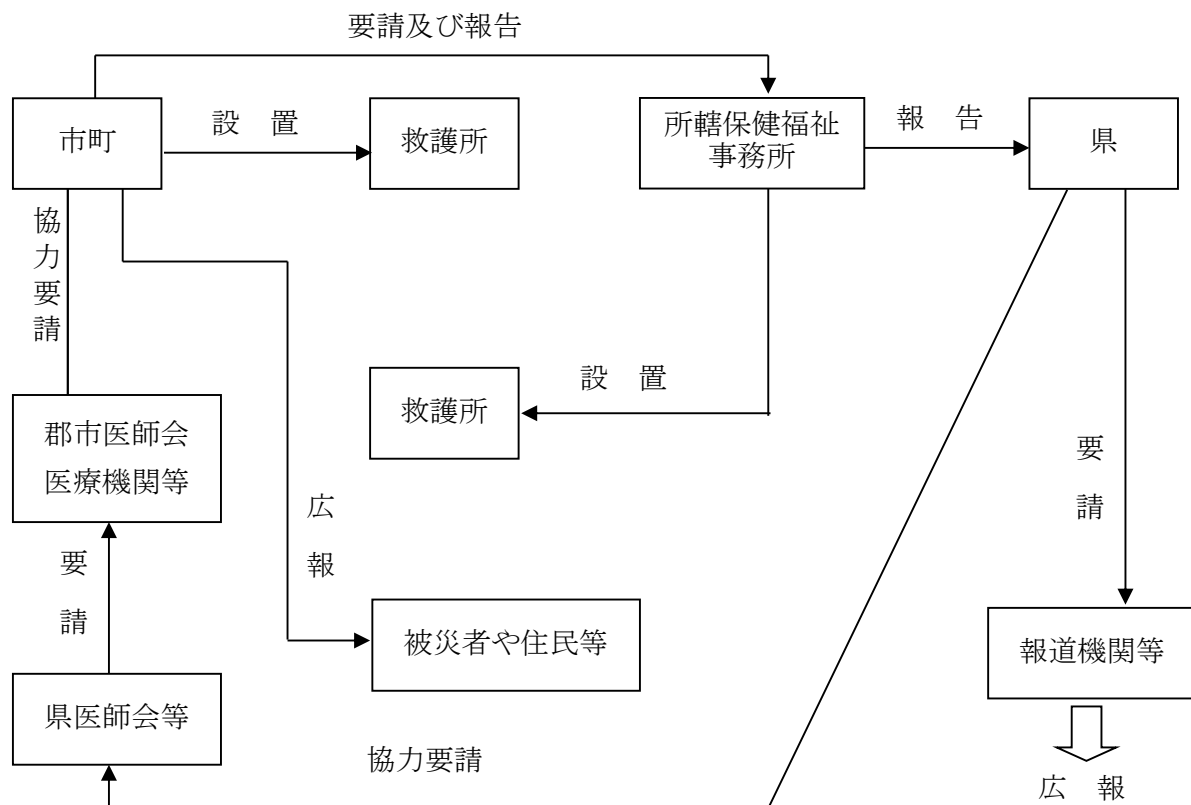 要請及び報告
市町
設　置
救護所
所轄保健福祉
事務所
報　告
県
協力要請
救護所
設　置
郡市医師会
医療機関等
広報
要請
要請
被災者や住民等
報道機関等
県医師会等
協力要請
広　報